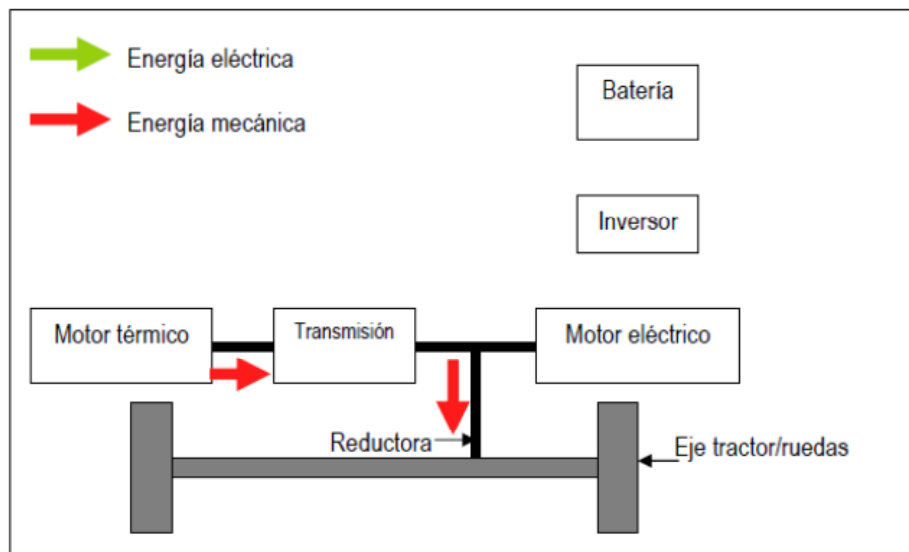 Energía eléctrica
Energía mecánica
Batería
Inversor
Motor térmico
Transmisión
Motor eléctrico
Reductora
Eje tractor/ruedas